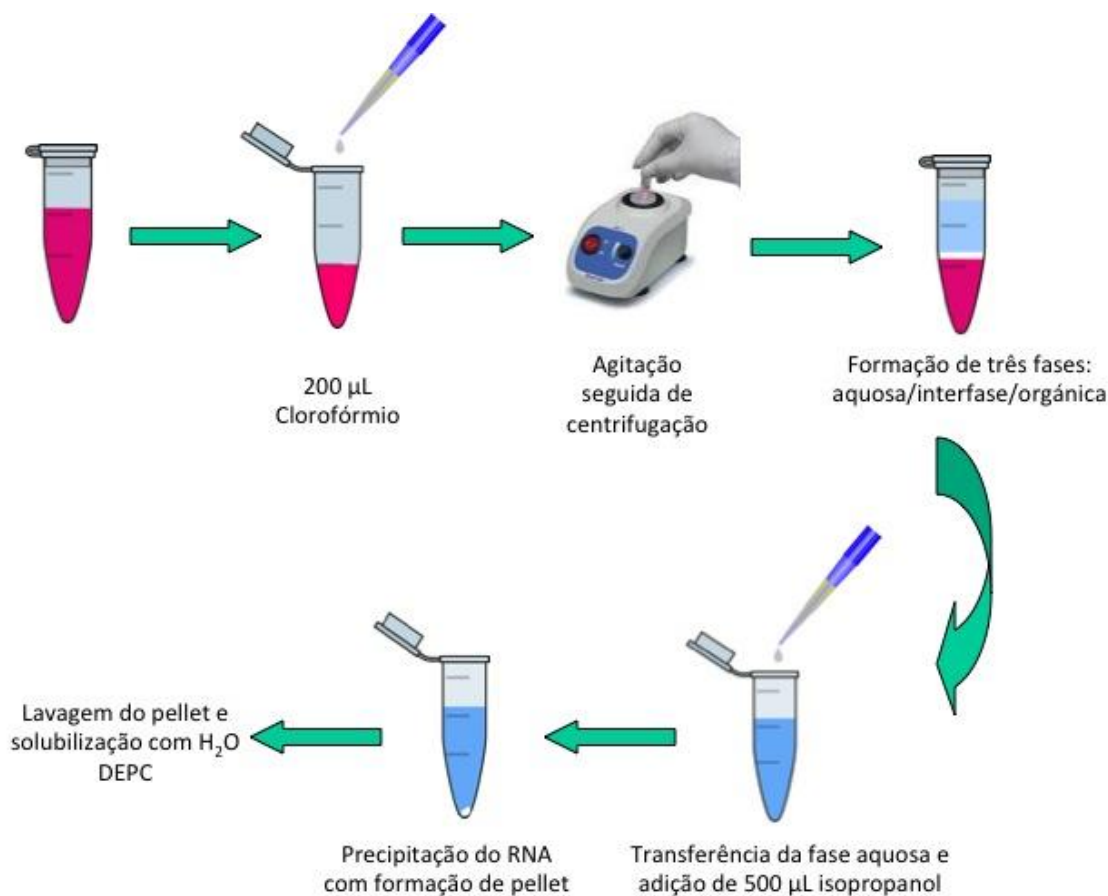 200 µL
Clorofórmio
Agitação
seguida de
centrifugação
Formação de três fases:
aquosa/interfase/orgánica
Transferência da fase aquosa e
adição de 500 µL isopropanol
Precipitação do RNA
com formação de pellet
Lavagem do pellet e
solubilização com H₂O
DEPC